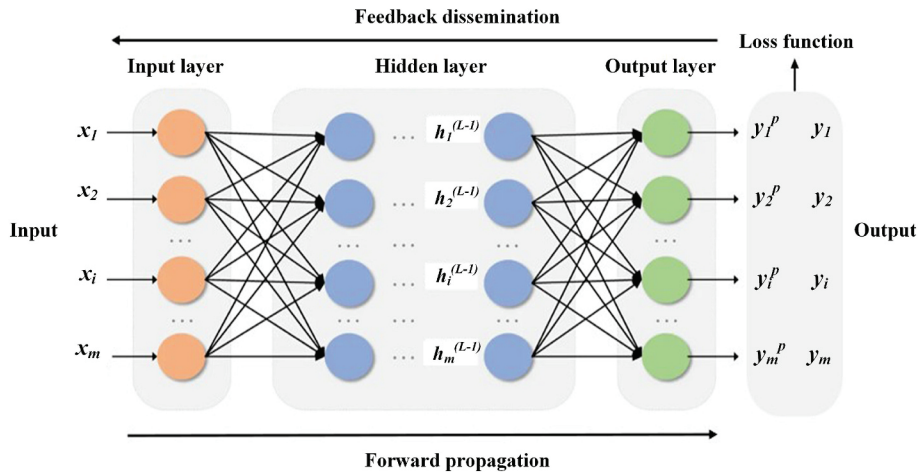 Feedback dissemination
Loss function
Input layer Hidden layer Output layer
x₁ ... h₁⁽ᴸ⁻¹⁾ y₁ᵖ y₁
x₂ ... h₂⁽ᴸ⁻¹⁾ y₂ᵖ y₂
Input Output
... ... ... ...
xᵢ ... hᵢ⁽ᴸ⁻¹⁾ yᵢᵖ yᵢ
... ... ... ...
xₘ ... hₘ⁽ᴸ⁻¹⁾ yₘᵖ yₘ
Forward propagation